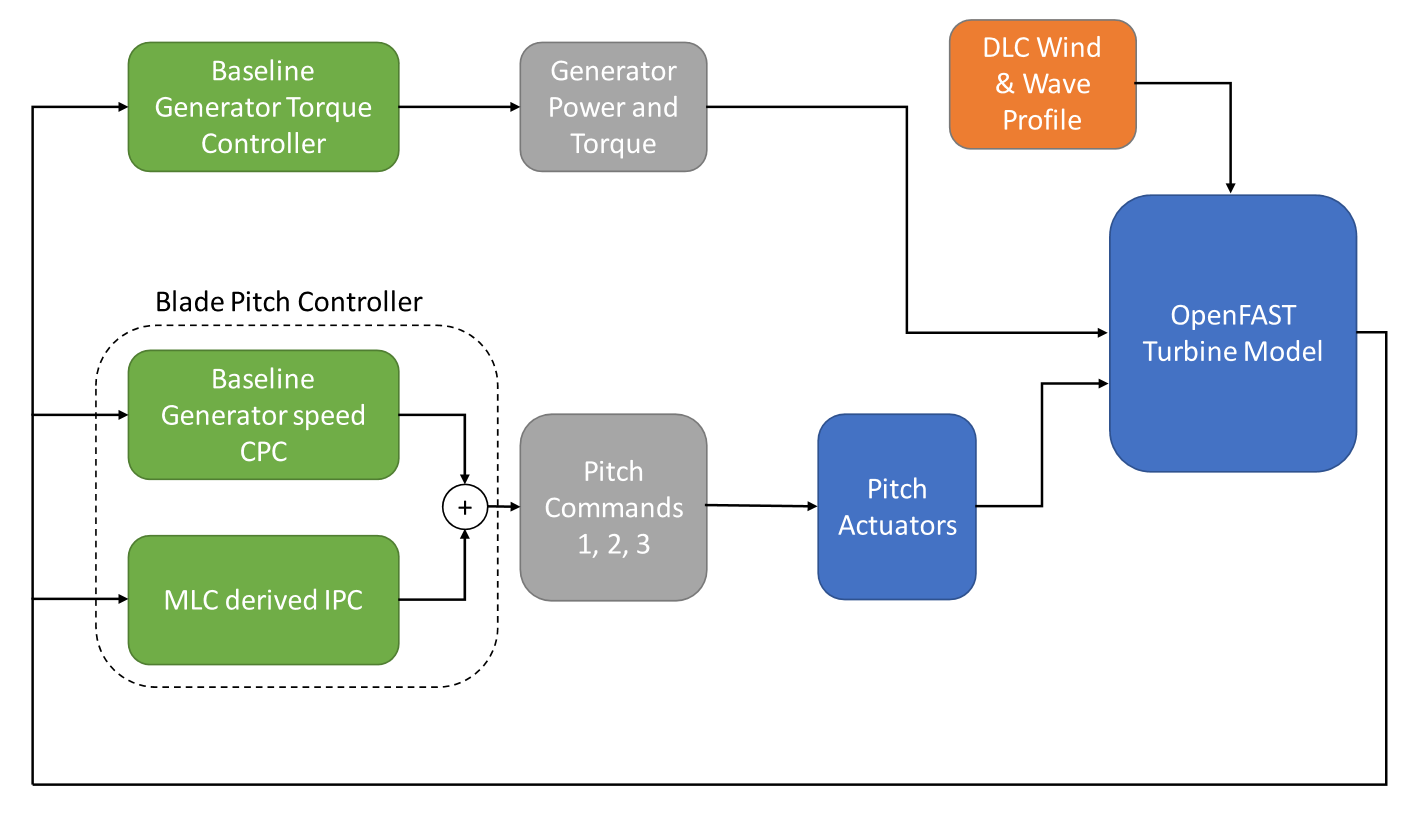 Baseline
Generator Torque
Controller
Generator
Power and
Torque
DLC Wind
& Wave
Profile
OpenFAST
Turbine Model
Blade Pitch Controller
Baseline
Generator speed
CPC
+
MLC derived IPC
Pitch
Commands
1, 2, 3
Pitch
Actuators